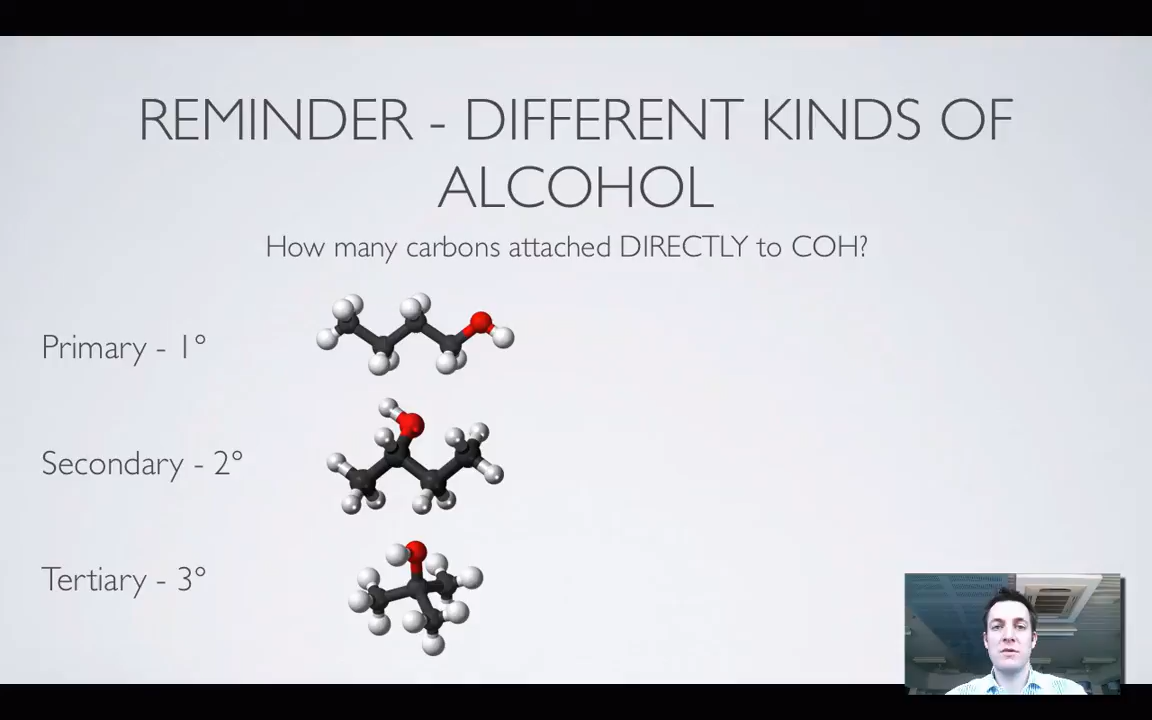 REMINDER - DIFFERENT KINDS OF
ALCOHOL
How many carbons attached DIRECTLY to COH?
Primary - 1°
Secondary - 2°
Tertiary - 3°